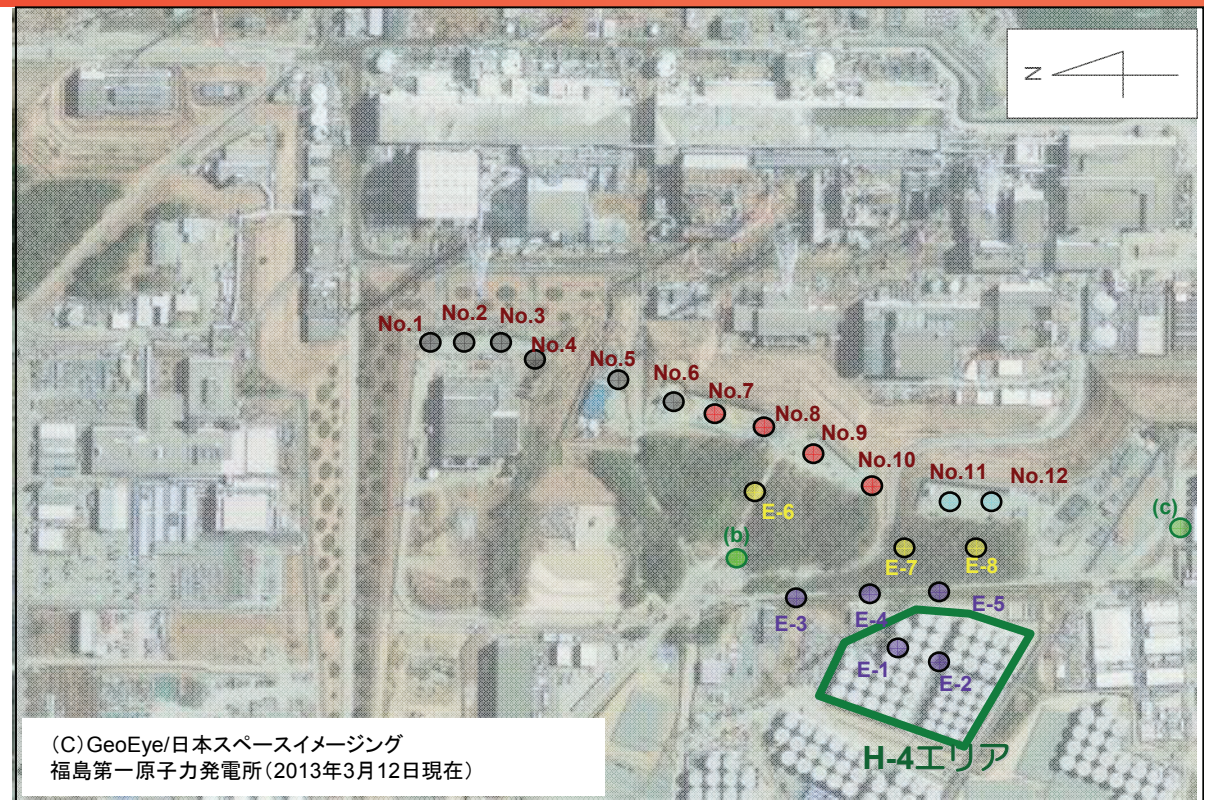 N
No.1
No.2
No.3
No.4
No.5
No.6
No.7
No.8
No.9
No.10
No.11
No.12
E-6
(b)
(c)
E-7
E-8
E-3
E-4
E-5
E-1
E-2
H-4エリア
(C)GeoEye/日本スペースイメージング
福島第一原子力発電所(2013年3月12日現在)